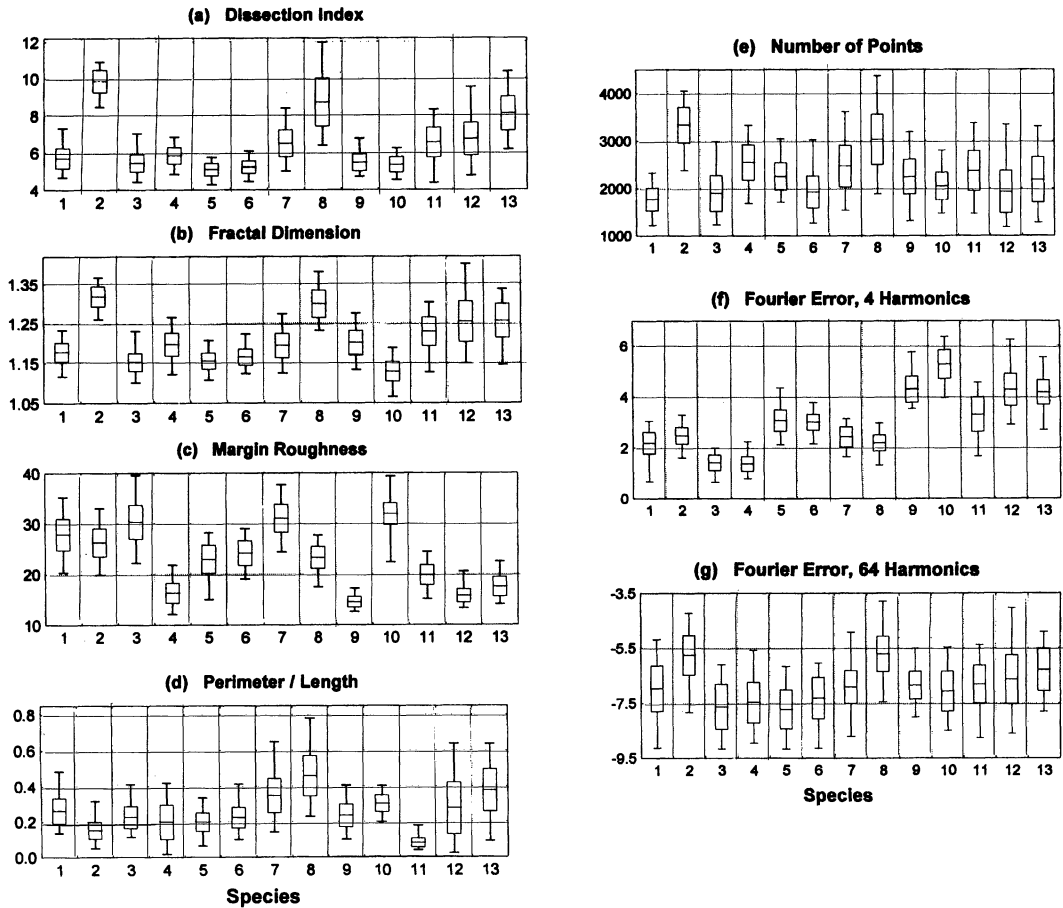 (a) Dissection Index
12
10
8
6
4
1 2 3 4 5 6 7 8 9 10 11 12 13
(b) Fractal Dimension
1.35
1.25
1.15
1.05
1 2 3 4 5 6 7 8 9 10 11 12 13
(c) Margin Roughness
40
30
20
10
1 2 3 4 5 6 7 8 9 10 11 12 13
(d) Perimeter / Length
0.8
0.6
0.4
0.2
0.0
1 2 3 4 5 6 7 8 9 10 11 12 13
Species
(e) Number of Points
4000
3000
2000
1000
1 2 3 4 5 6 7 8 9 10 11 12 13
(f) Fourier Error, 4 Harmonics
6
4
2
0
1 2 3 4 5 6 7 8 9 10 11 12 13
(g) Fourier Error, 64 Harmonics
-3.5
-5.5
-7.5
-9.5
1 2 3 4 5 6 7 8 9 10 11 12 13
Species